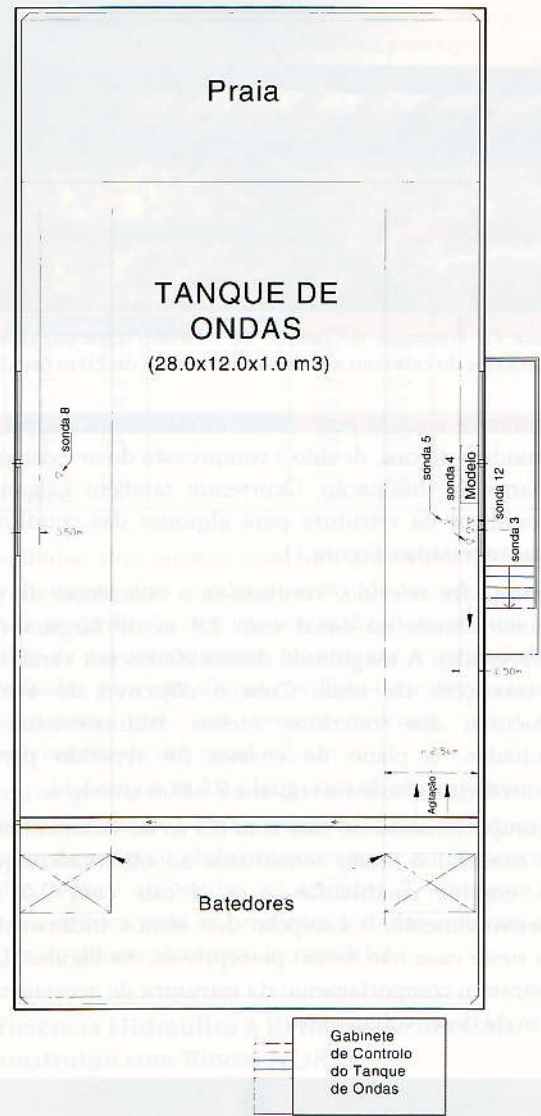 Praia
TANQUE DE
ONDAS
(28.0x12.0x1.0 m3)
sonda 8
sonda 5
sonda 4
Modelo
sonda 12
sonda 3
Agitação
Batedores
Gabinete
de Controlo
do Tanque
de Ondas